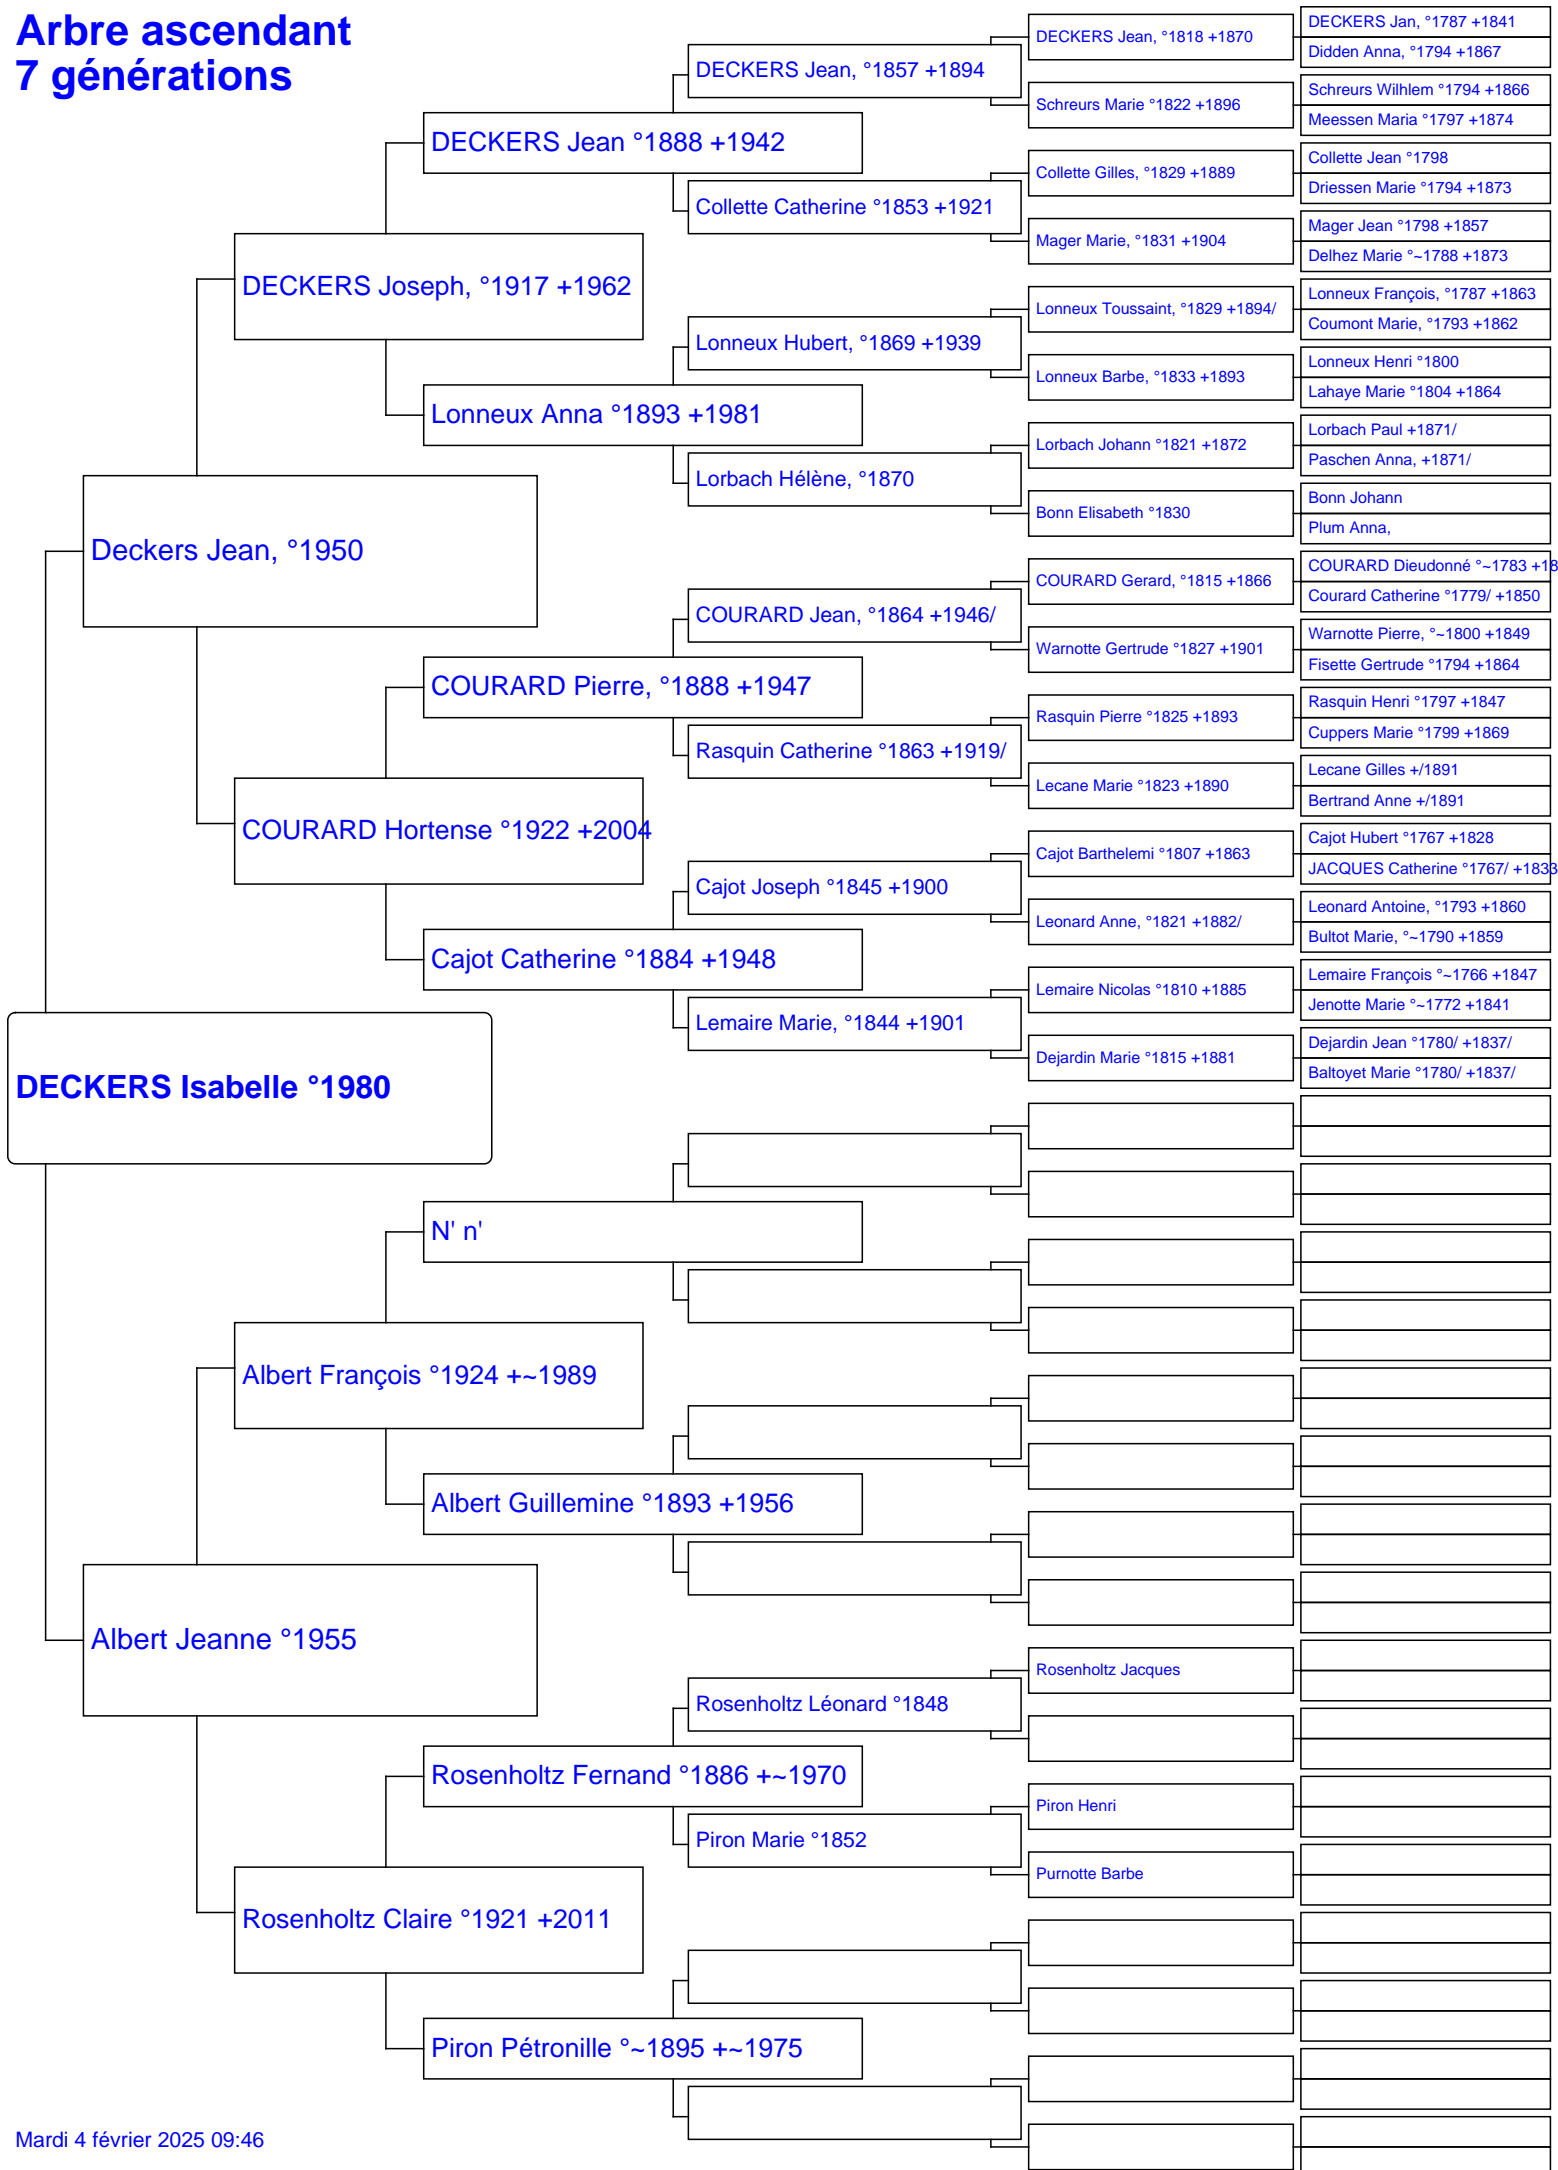 Arbre ascendant
7 générations
DECKERS Isabelle °1980
Deckers Jean, °1950
Albert Jeanne °1955
DECKERS Joseph, °1917 +1962
COURARD Hortense °1922 +2004
Albert François °1924 +~1989
Rosenholtz Claire °1921 +2011
DECKERS Jean °1888 +1942
Lonneux Anna °1893 +1981
COURARD Pierre, °1888 +1947
Cajot Catherine °1884 +1948
N' n'
Albert Guillemine °1893 +1956
Rosenholtz Fernand °1886 +~1970
Piron Pétronille °~1895 +~1975
DECKERS Jean, °1857 +1894
Collette Catherine °1853 +1921
Lonneux Hubert, °1869 +1939
Lorbach Hélène, °1870
COURARD Jean, °1864 +1946/
Rasquin Catherine °1863 +1919/
Cajot Joseph °1845 +1900
Lemaire Marie, °1844 +1901
Rosenholtz Léonard °1848
Piron Marie °1852
DECKERS Jean, °1818 +1870
Schreurs Marie °1822 +1896
Collette Gilles, °1829 +1889
Mager Marie, °1831 +1904
Lonneux Toussaint, °1829 +1894/
Lonneux Barbe, °1833 +1893
Lorbach Johann °1821 +1872
Bonn Elisabeth °1830
COURARD Gerard, °1815 +1866
Warnotte Gertrude °1827 +1901
Rasquin Pierre °1825 +1893
Lecane Marie °1823 +1890
Cajot Barthelemi °1807 +1863
Leonard Anne, °1821 +1882/
Lemaire Nicolas °1810 +1885
Dejardin Marie °1815 +1881
Rosenholtz Jacques
Piron Henri
Purnotte Barbe
DECKERS Jan, °1787 +1841
Didden Anna, °1794 +1867
Schreurs Wilhlem °1794 +1866
Meessen Maria °1797 +1874
Collette Jean °1798
Driessen Marie °1794 +1873
Mager Jean °1798 +1857
Delhez Marie °~1788 +1873
Lonneux François, °1787 +1863
Coumont Marie, °1793 +1862
Lonneux Henri °1800
Lahaye Marie °1804 +1864
Lorbach Paul +1871/
Paschen Anna, +1871/
Bonn Johann
Plum Anna,
COURARD Dieudonné °~1783 +18
Courard Catherine °1779/ +1850
Warnotte Pierre, °~1800 +1849
Fisette Gertrude °1794 +1864
Rasquin Henri °1797 +1847
Cuppers Marie °1799 +1869
Lecane Gilles +/1891
Bertrand Anne +/1891
Cajot Hubert °1767 +1828
JACQUES Catherine °1767/ +1833
Leonard Antoine, °1793 +1860
Bultot Marie, °~1790 +1859
Lemaire François °~1766 +1847
Jenotte Marie °~1772 +1841
Dejardin Jean °1780/ +1837/
Baltoyet Marie °1780/ +1837/
Mardi 4 février 2025 09:46